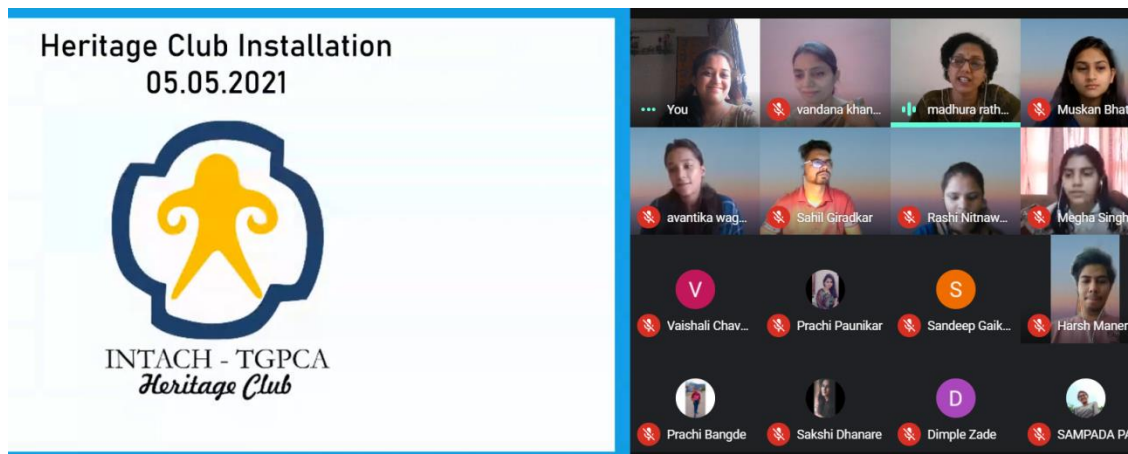 Heritage Club Installation
05.05.2021
INTACH - TGPCA
Heritage Club
You
vandana khan...
madhura rath...
Muskan Bhat
avantika wag...
Sahil Giradkar
Rashi Nitnaw...
Megha Singh
V
S
Vaishali Chav...
Prachi Paunikar
Sandeep Gaik...
Harsh Maner
D
Prachi Bangde
Sakshi Dhanare
Dimple Zade
SAMPADA PA